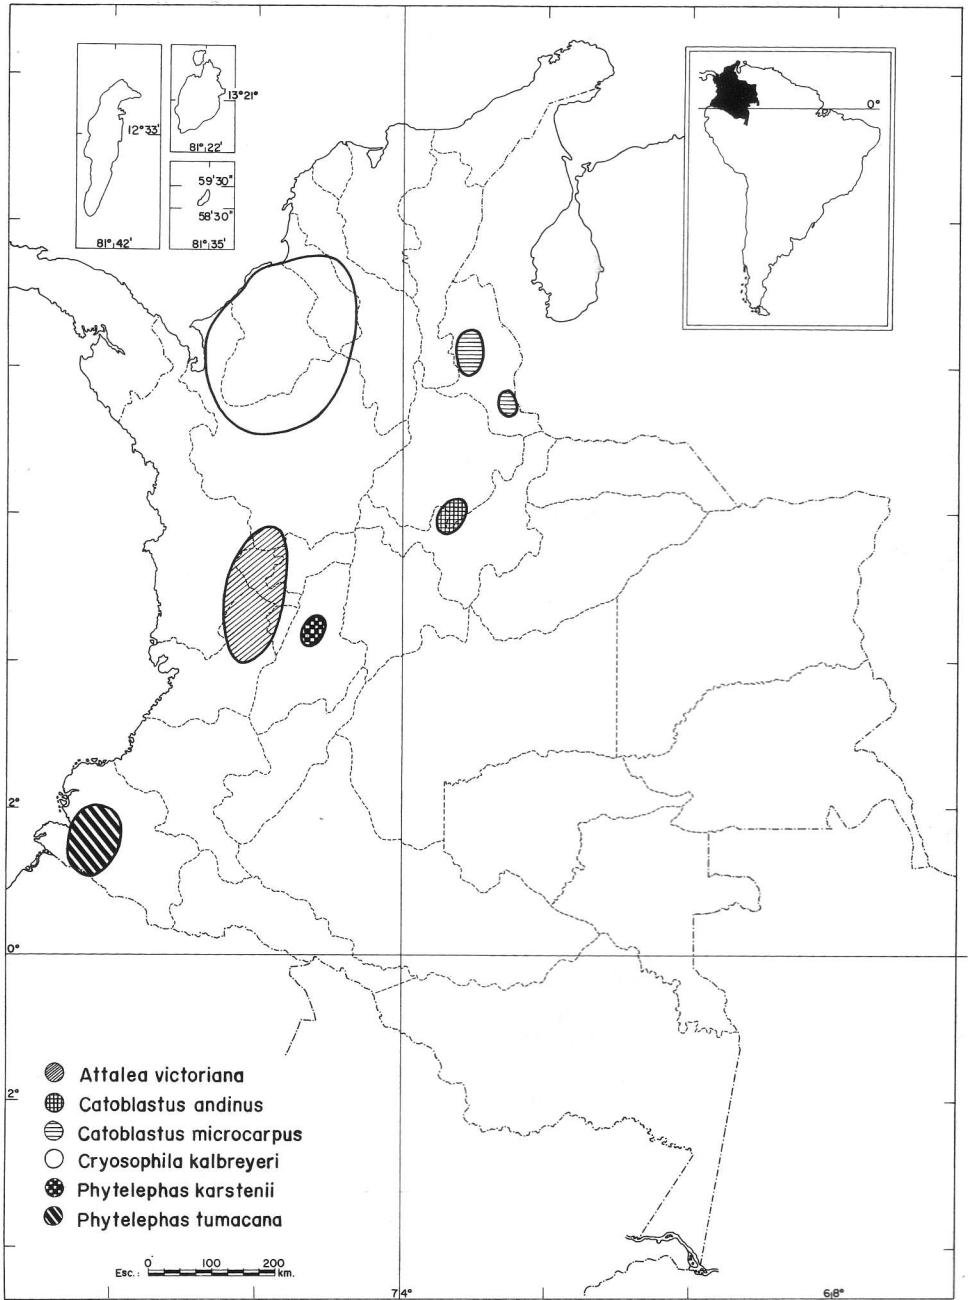 12°33'
81°42'
13°21'
81°22'
59'30"
58'30"
81°35'
0°
2°
0°
2°
Attalea victoriana
Catoblastus andinus
Catoblastus microcarpus
Cryosophila kalbreyeri
Phytelephas karstenii
Phytelephas tumacana
Esc.: 0 100 200 km.
74° 68°